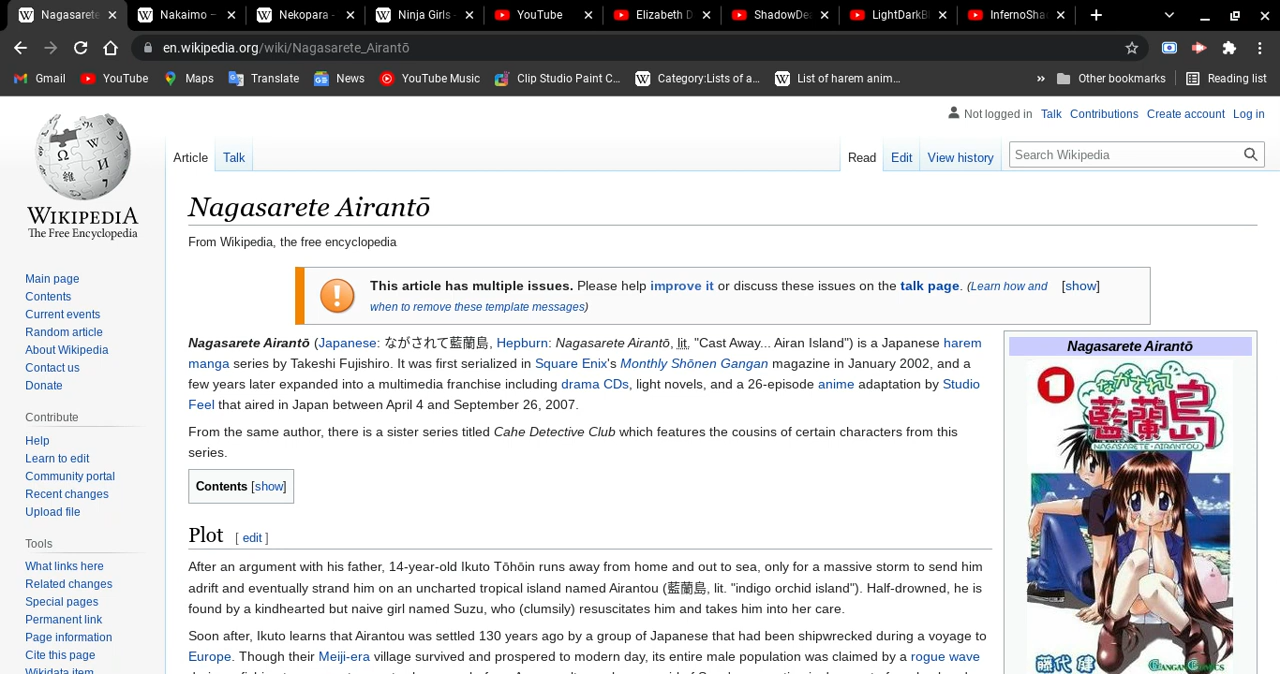 Nagasarete
Nakaimo –
Nekopara -
Ninja Girls -
YouTube
Elizabeth D
ShadowDea
LightDarkBl
InfernoSha
en.wikipedia.org/wiki/Nagasarete_Airantō
Gmail
YouTube
Maps
Translate
News
YouTube Music
Clip Studio Paint C...
Category:Lists of a...
List of harem anim...
»
Other bookmarks
Reading list
Not logged in Talk Contributions Create account Log in
Article Talk
Read Edit View history
Search Wikipedia
WIKIPEDIA
The Free Encyclopedia
Main page
Contents
Current events
Random article
About Wikipedia
Contact us
Donate
Contribute
Help
Learn to edit
Community portal
Recent changes
Upload file
Tools
What links here
Related changes
Special pages
Permanent link
Page information
Cite this page
Wikidata item
Nagasarete Airantō
From Wikipedia, the free encyclopedia
This article has multiple issues. Please help improve it or discuss these issues on the talk page. (Learn how and [show]
when to remove these template messages)
Nagasarete Airantō (Japanese: ながされて藍蘭島, Hepburn: Nagasarete Airantō, lit. "Cast Away... Airan Island") is a Japanese harem
manga series by Takeshi Fujishiro. It was first serialized in Square Enix's Monthly Shōnen Gangan magazine in January 2002, and a
few years later expanded into a multimedia franchise including drama CDs, light novels, and a 26-episode anime adaptation by Studio
Feel that aired in Japan between April 4 and September 26, 2007.
From the same author, there is a sister series titled Cahe Detective Club which features the cousins of certain characters from this
series.
Contents [show]
Plot [ edit ]
After an argument with his father, 14-year-old Ikuto Tōhōin runs away from home and out to sea, only for a massive storm to send him
adrift and eventually strand him on an uncharted tropical island named Airantou (藍蘭島, lit. "indigo orchid island"). Half-drowned, he is
found by a kindhearted but naive girl named Suzu, who (clumsily) resuscitates him and takes him into her care.
Soon after, Ikuto learns that Airantou was settled 130 years ago by a group of Japanese that had been shipwrecked during a voyage to
Europe. Though their Meiji-era village survived and prospered to modern day, its entire male population was claimed by a rogue wave
Nagasarete Airantō
1
ながされて
藍蘭島
NAGASARETE·AIRANTOU
藤代 健
GANGAN COMICS